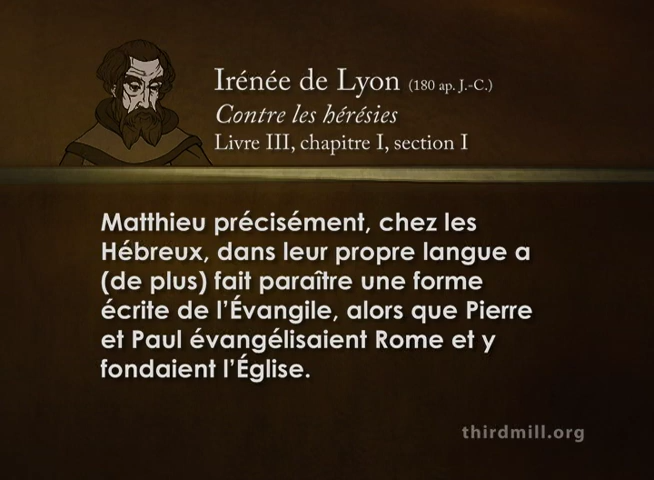 Irénée de Lyon (180 ap. J.-C.)
Contre les hérésies
Livre III, chapitre I, section I
Matthieu précisément, chez les
Hébreux, dans leur propre langue a
(de plus) fait paraître une forme
écrite de l'Évangile, alors que Pierre
et Paul évangélisaient Rome et y
fondaient l'Église.
thirdmill.org